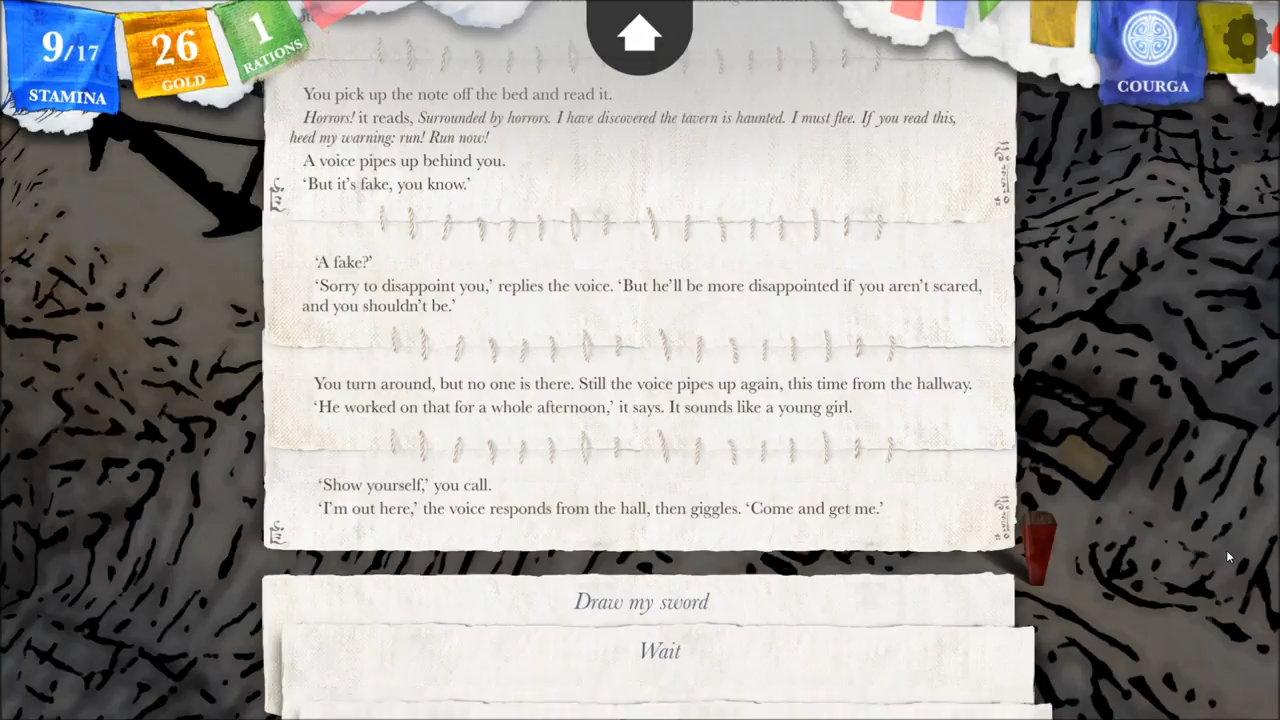 9/17
STAMINA
26
GOLD
1
RATIONS
COURGA
You pick up the note off the bed and read it.
Horrors! it reads, Surrounded by horrors. I have discovered the tavern is haunted. I must flee. If you read this,
heed my warning: run! Run now!
A voice pipes up behind you.
‘But it’s fake, you know.’
‘A fake?’
‘Sorry to disappoint you,’ replies the voice. ‘But he’ll be more disappointed if you aren’t scared,
and you shouldn’t be.’
You turn around, but no one is there. Still the voice pipes up again, this time from the hallway.
‘He worked on that for a whole afternoon,’ it says. It sounds like a young girl.
‘Show yourself,’ you call.
‘I’m out here,’ the voice responds from the hall, then giggles. ‘Come and get me.’
Draw my sword
Wait